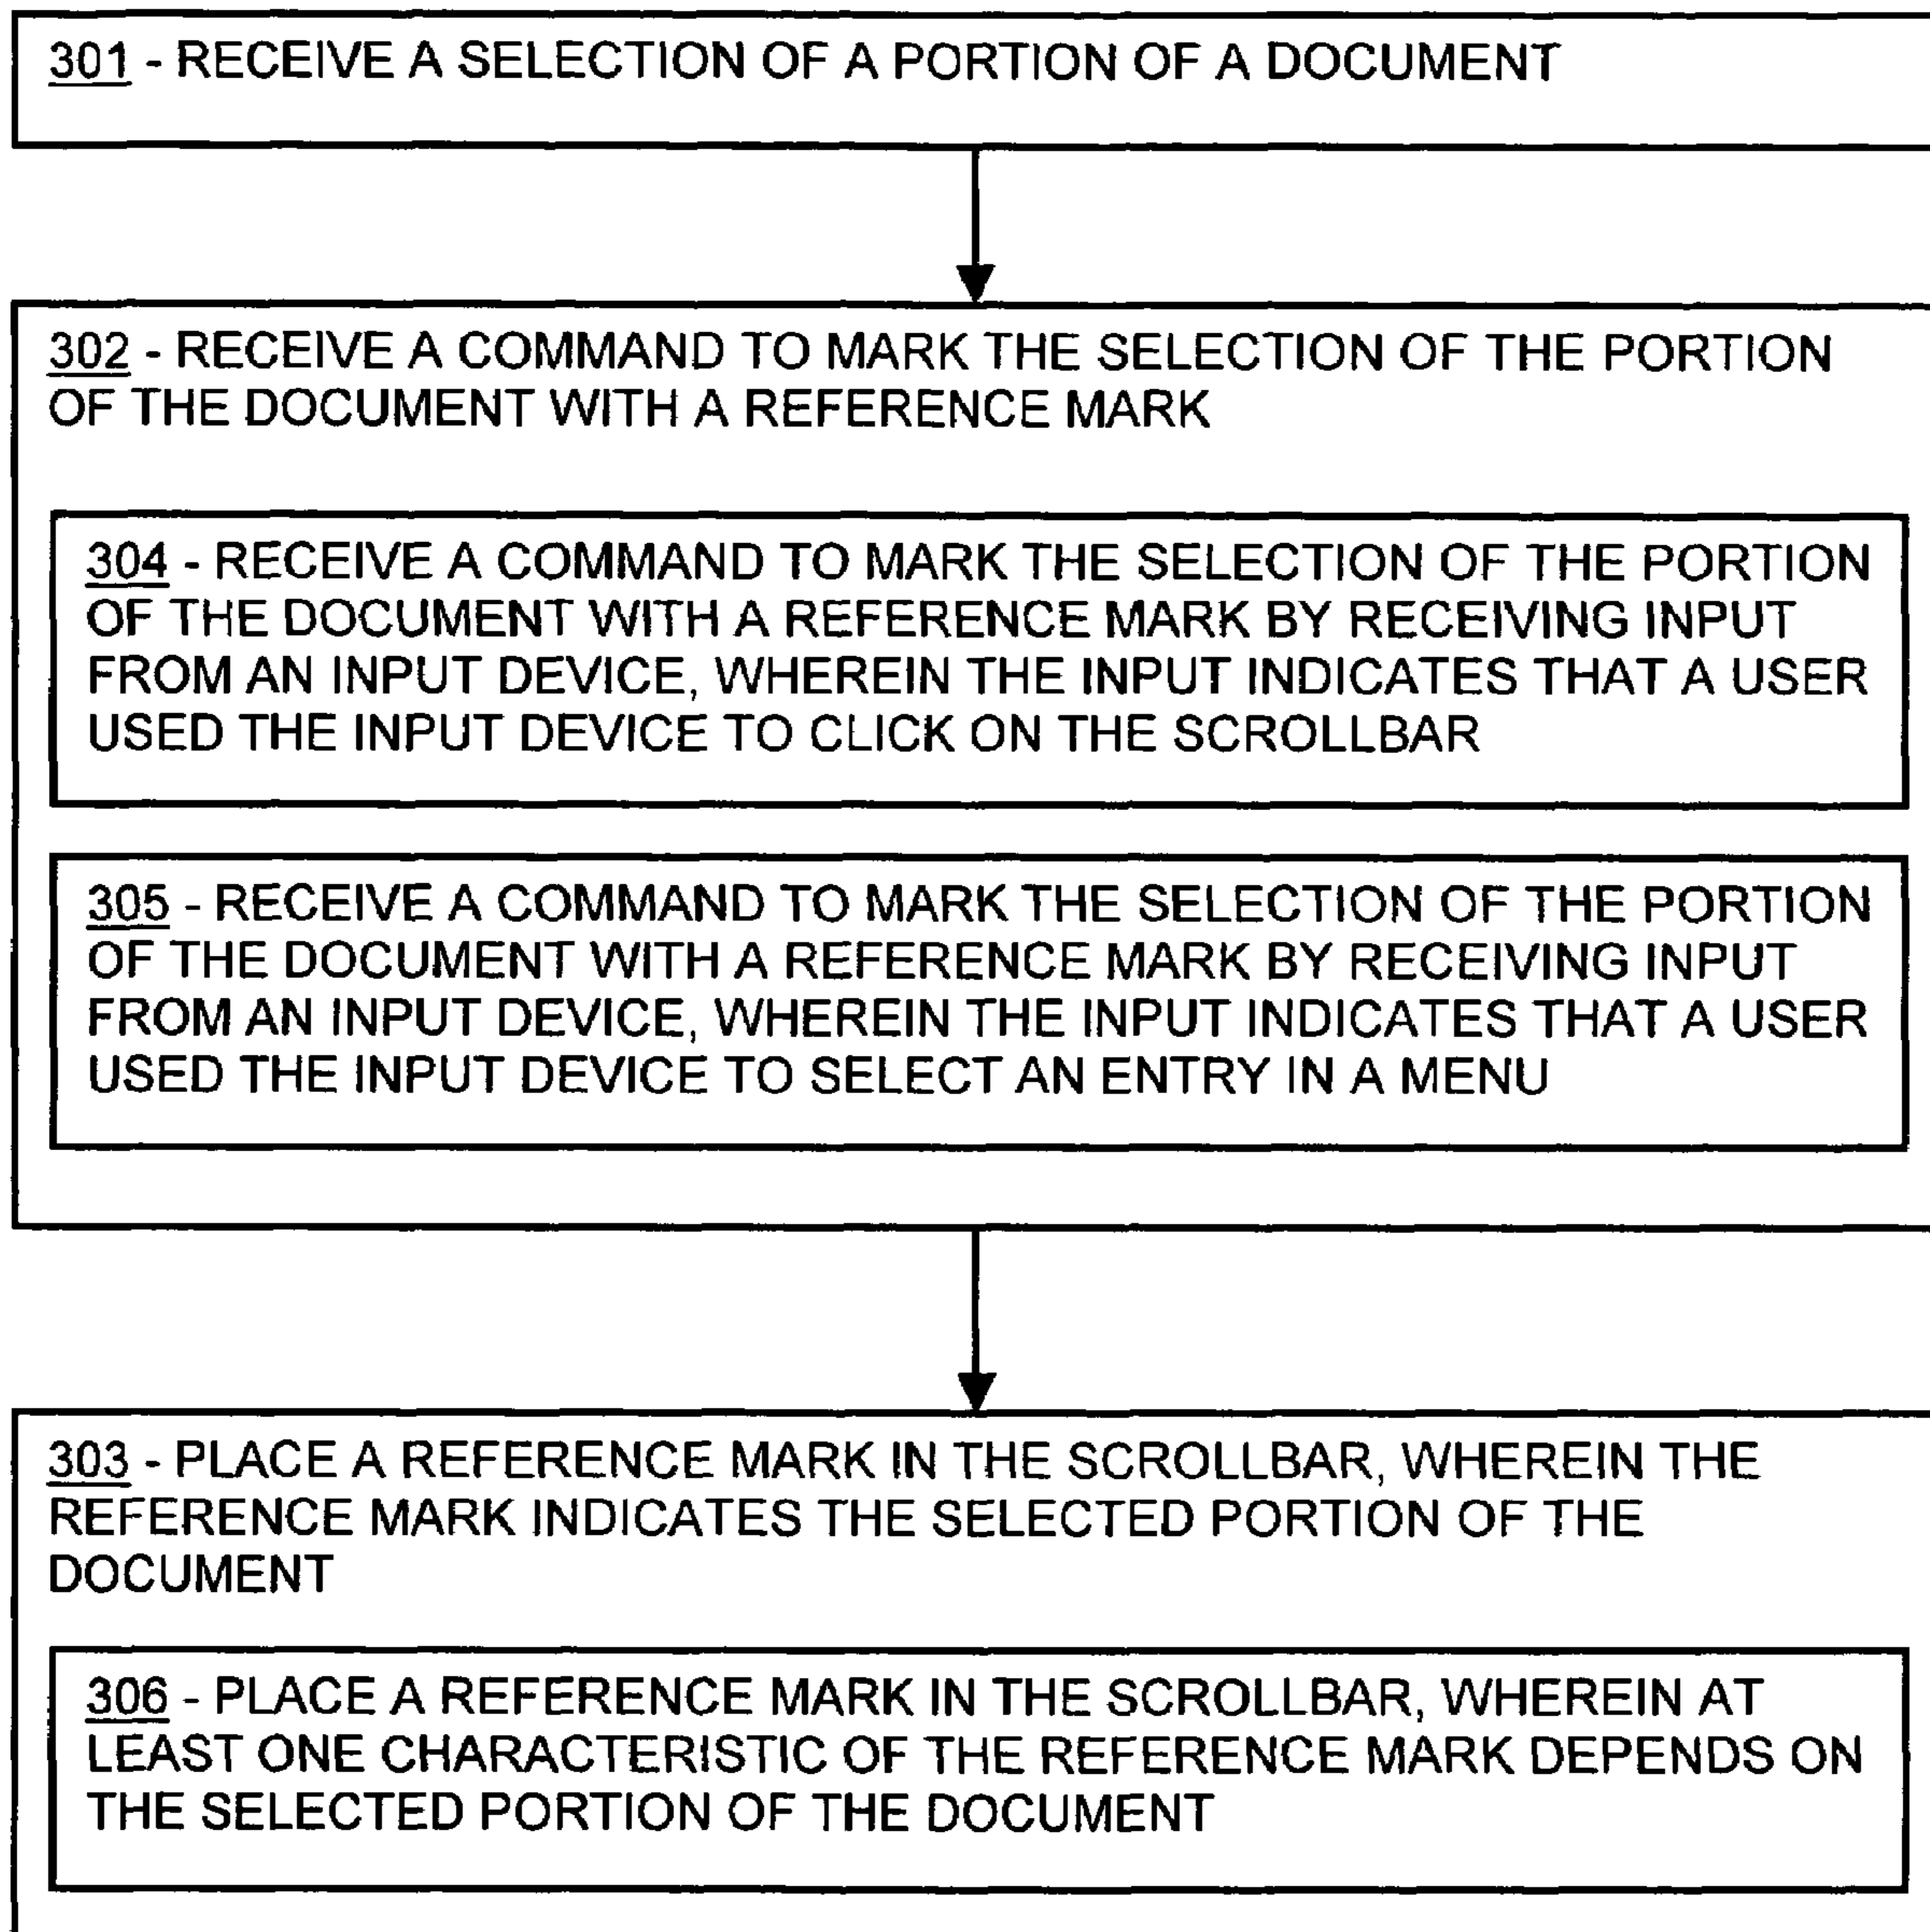 301 - RECEIVE A SELECTION OF A PORTION OF A DOCUMENT
302 - RECEIVE A COMMAND TO MARK THE SELECTION OF THE PORTION
OF THE DOCUMENT WITH A REFERENCE MARK
304 - RECEIVE A COMMAND TO MARK THE SELECTION OF THE PORTION
OF THE DOCUMENT WITH A REFERENCE MARK BY RECEIVING INPUT
FROM AN INPUT DEVICE, WHEREIN THE INPUT INDICATES THAT A USER
USED THE INPUT DEVICE TO CLICK ON THE SCROLLBAR
305 - RECEIVE A COMMAND TO MARK THE SELECTION OF THE PORTION
OF THE DOCUMENT WITH A REFERENCE MARK BY RECEIVING INPUT
FROM AN INPUT DEVICE, WHEREIN THE INPUT INDICATES THAT A USER
USED THE INPUT DEVICE TO SELECT AN ENTRY IN A MENU
303 - PLACE A REFERENCE MARK IN THE SCROLLBAR, WHEREIN THE
REFERENCE MARK INDICATES THE SELECTED PORTION OF THE
DOCUMENT
306 - PLACE A REFERENCE MARK IN THE SCROLLBAR, WHEREIN AT
LEAST ONE CHARACTERISTIC OF THE REFERENCE MARK DEPENDS ON
THE SELECTED PORTION OF THE DOCUMENT